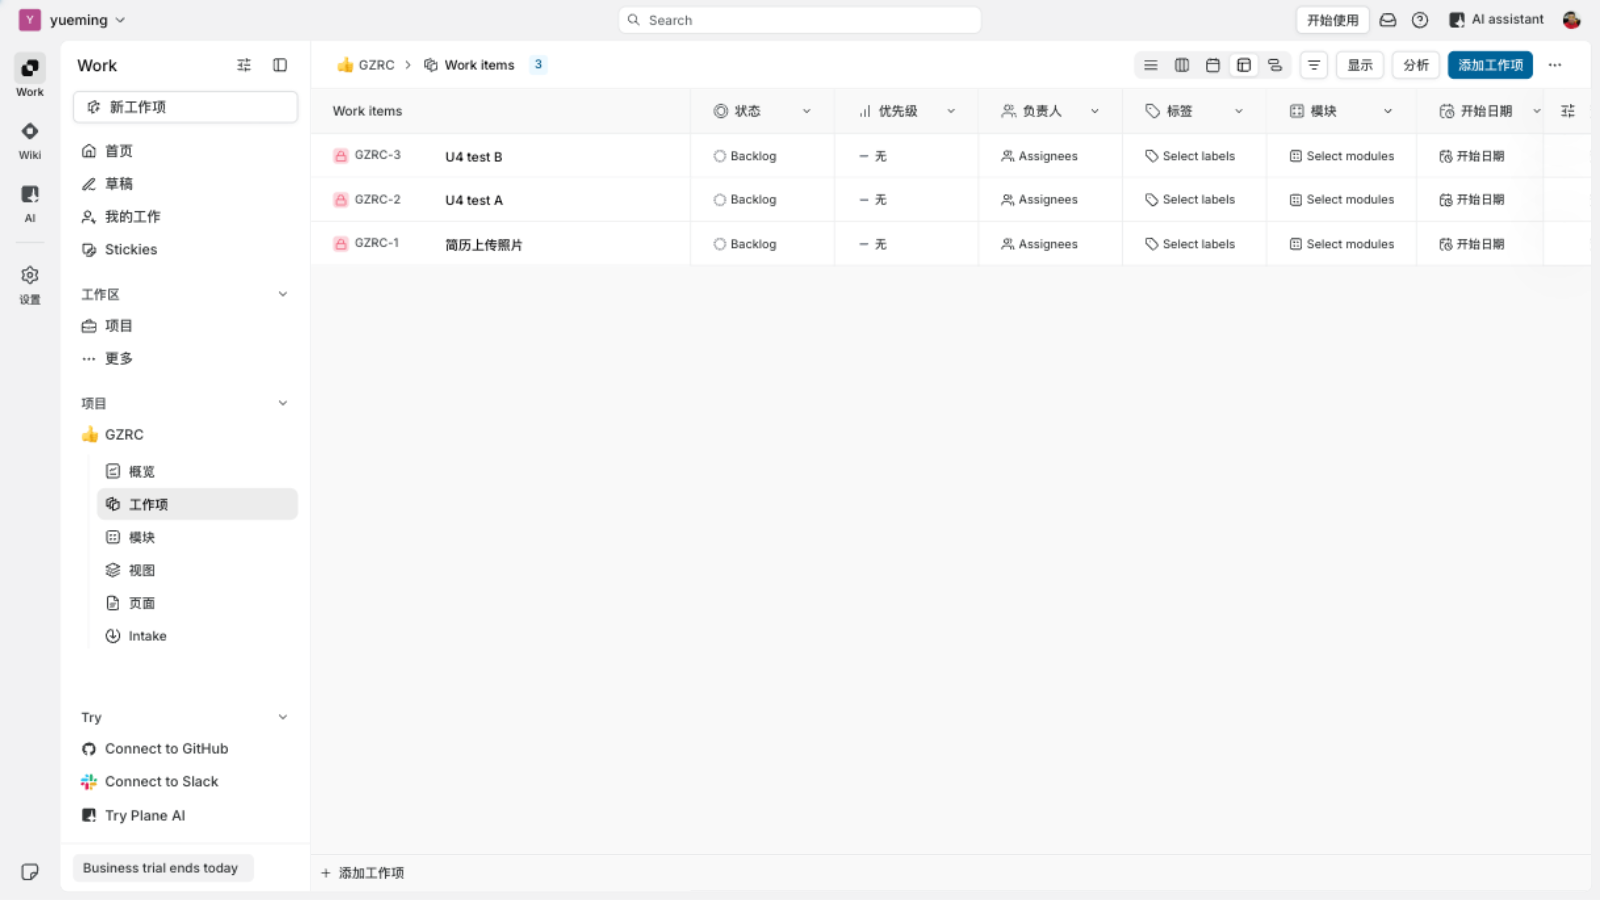 Y yueming
Search
开始使用
AI assistant
Work
Wiki
AI
设置
Work
新工作项
首页
草稿
我的工作
Stickies
工作区
项目
更多
项目
GZRC
概览
工作项
模块
视图
页面
Intake
Try
Connect to GitHub
Connect to Slack
Try Plane AI
Business trial ends today
GZRC Work items 3
显示 分析 添加工作项
Work items 状态 优先级 负责人 标签 模块 开始日期
GZRC-3 U4 test B Backlog 无 Assignees Select labels Select modules 开始日期
GZRC-2 U4 test A Backlog 无 Assignees Select labels Select modules 开始日期
GZRC-1 简历上传照片 Backlog 无 Assignees Select labels Select modules 开始日期
添加工作项